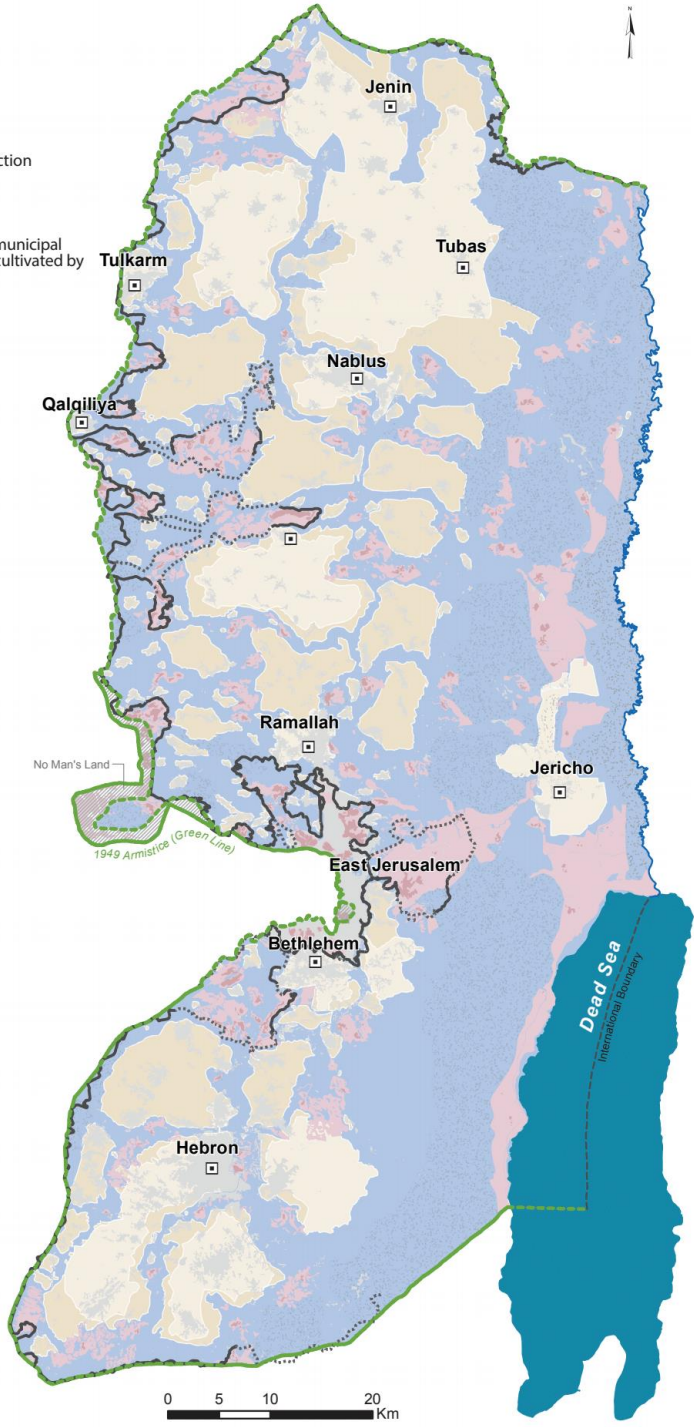 N
Jenin
ction
municipal
cultivated by
Tulkarm
Tubas
Nablus
Qalqiliya
Ramallah
No Man's Land
Jericho
1949 Armistice (Green Line)
East Jerusalem
Bethlehem
Dead Sea
International Boundary
Hebron
0 5 10 20
Km